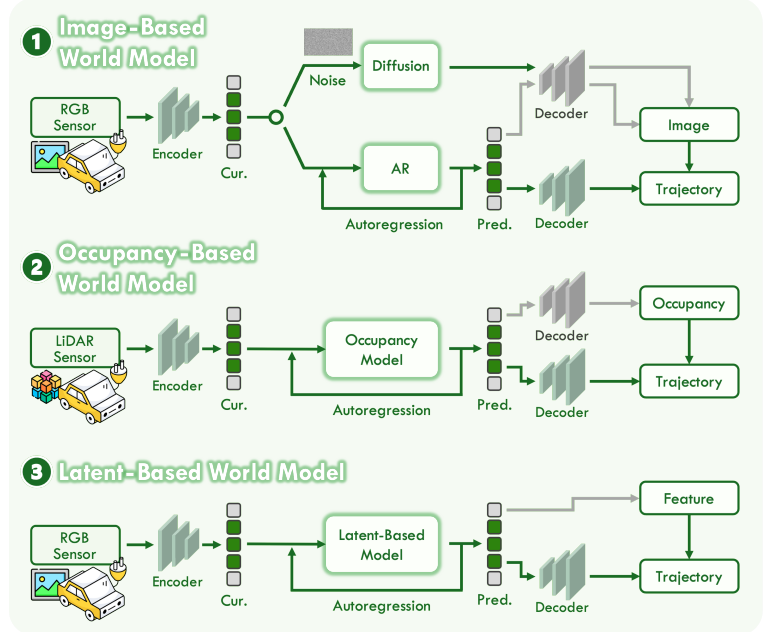 1 Image-Based
World Model
RGB
Sensor
Encoder
Cur.
Noise
Diffusion
AR
Autoregression
Pred.
Decoder
Decoder
Image
Trajectory
2 Occupancy-Based
World Model
LiDAR
Sensor
Encoder
Cur.
Occupancy
Model
Autoregression
Pred.
Decoder
Decoder
Occupancy
Trajectory
3 Latent-Based World Model
RGB
Sensor
Encoder
Cur.
Latent-Based
Model
Autoregression
Pred.
Decoder
Feature
Trajectory